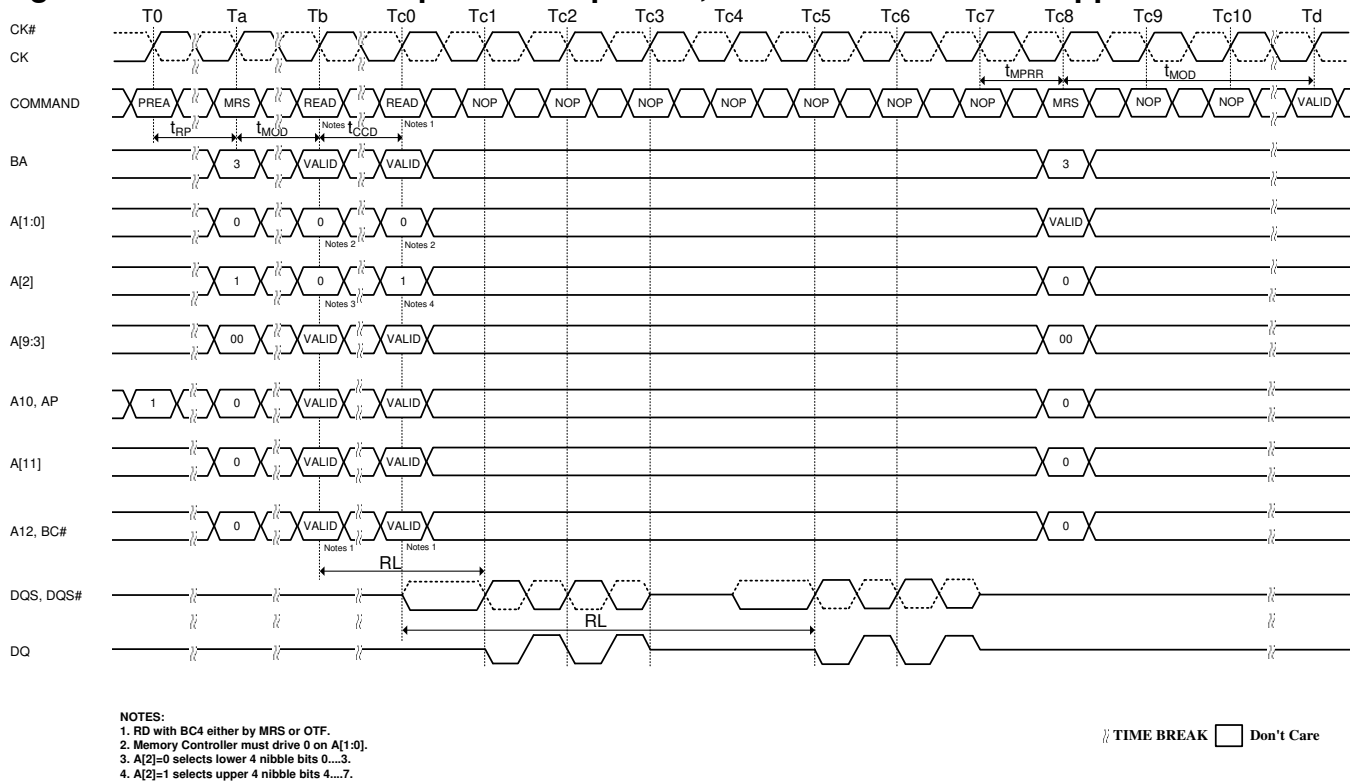 T0 Ta Tb Tc0 Tc1 Tc2 Tc3 Tc4 Tc5 Tc6 Tc7 Tc8 Tc9 Tc10 Td
CK#
CK
tMPRR tMOD
COMMAND PREA MRS READ READ NOP NOP NOP NOP NOP NOP NOP MRS NOP NOP VALID
Notes 1 Notes 1
tRP tMOD tCCD
BA 3 VALID VALID 3
A[1:0] 0 0 0 VALID
Notes 2 Notes 2
A[2] 1 0 1 0
Notes 3 Notes 4
A[9:3] 00 VALID VALID 00
A10, AP 1 0 VALID VALID 0
A[11] 0 VALID VALID 0
A12, BC# 0 VALID VALID 0
Notes 1 Notes 1
RL
DQS, DQS#
RL
DQ
NOTES:
1. RD with BC4 either by MRS or OTF.
2. Memory Controller must drive 0 on A[1:0].
3. A[2]=0 selects lower 4 nibble bits 0....3.
4. A[2]=1 selects upper 4 nibble bits 4....7.
TIME BREAK Don't Care